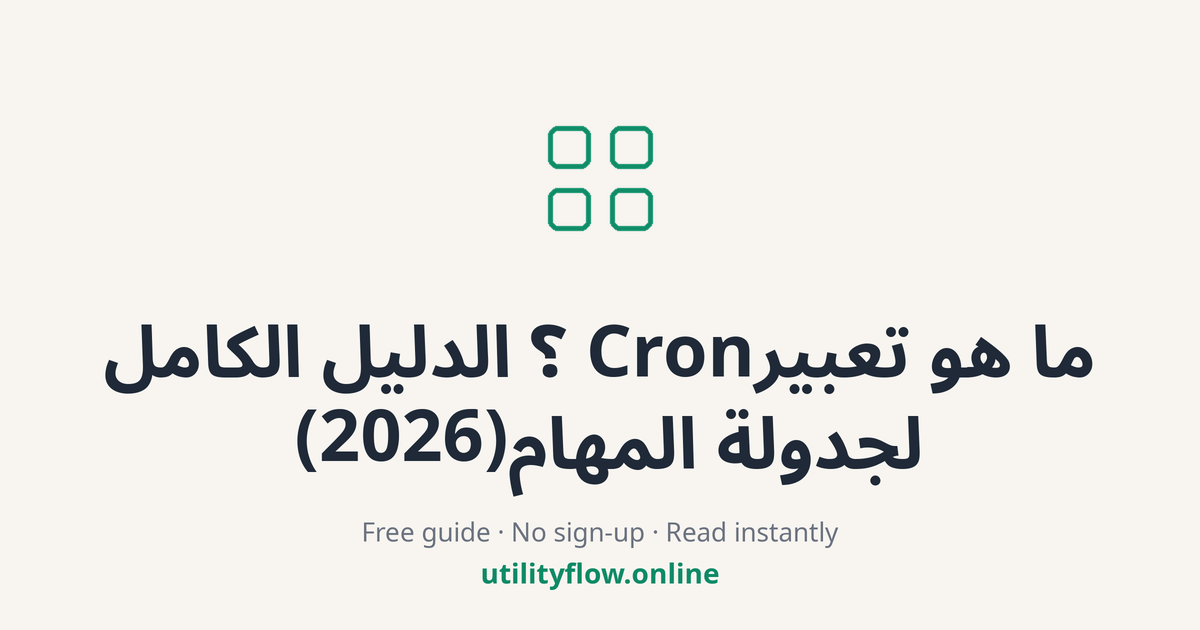 ما هو تعبيرCron ؟ الدليل الكامل
لجدولة المهام(2026)
Free guide · No sign-up · Read instantly
utilityflow.online